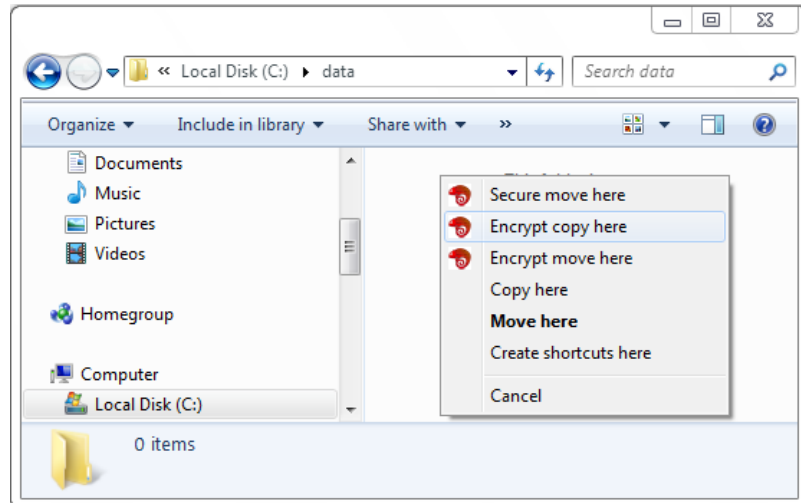 « Local Disk (C:) ▸ data
Search data
Organize ▾ Include in library ▾ Share with ▾ »
Documents
Music
Pictures
Videos
Homegroup
Computer
Local Disk (C:)
Secure move here
Encrypt copy here
Encrypt move here
Copy here
Move here
Create shortcuts here
Cancel
0 items